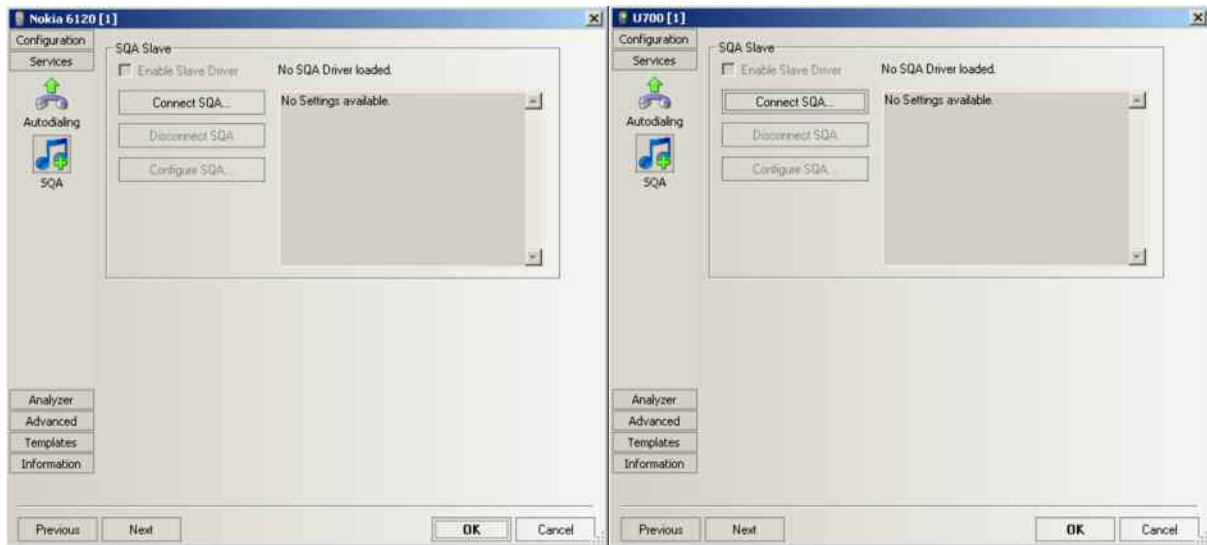 Nokia 6120 [1]
Configuration
Services
Autodialing
SQA
Analyzer
Advanced
Templates
Information
SQA Slave
Enable Slave Driver
No SQA Driver loaded.
Connect SQA...
No Settings available.
Disconnect SQA
Configure SQA...
Previous
Next
OK
Cancel
U700 [1]
Configuration
Services
Autodialing
SQA
Analyzer
Advanced
Templates
Information
SQA Slave
Enable Slave Driver
No SQA Driver loaded.
Connect SQA...
No Settings available.
Disconnect SQA
Configure SQA...
Previous
Next
OK
Cancel